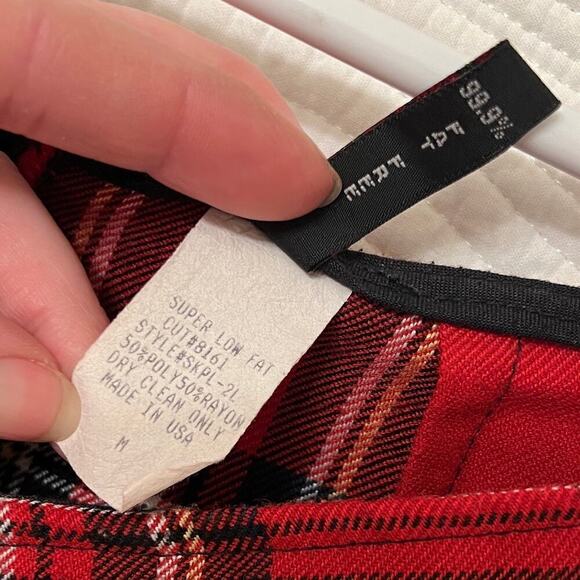 99.9%
FAT
FREE
SUPER LOW FAT
CUT#8161
STYLE#SKPL-2L
50%POLY50%RAYON
DRY CLEAN ONLY
MADE IN USA
M